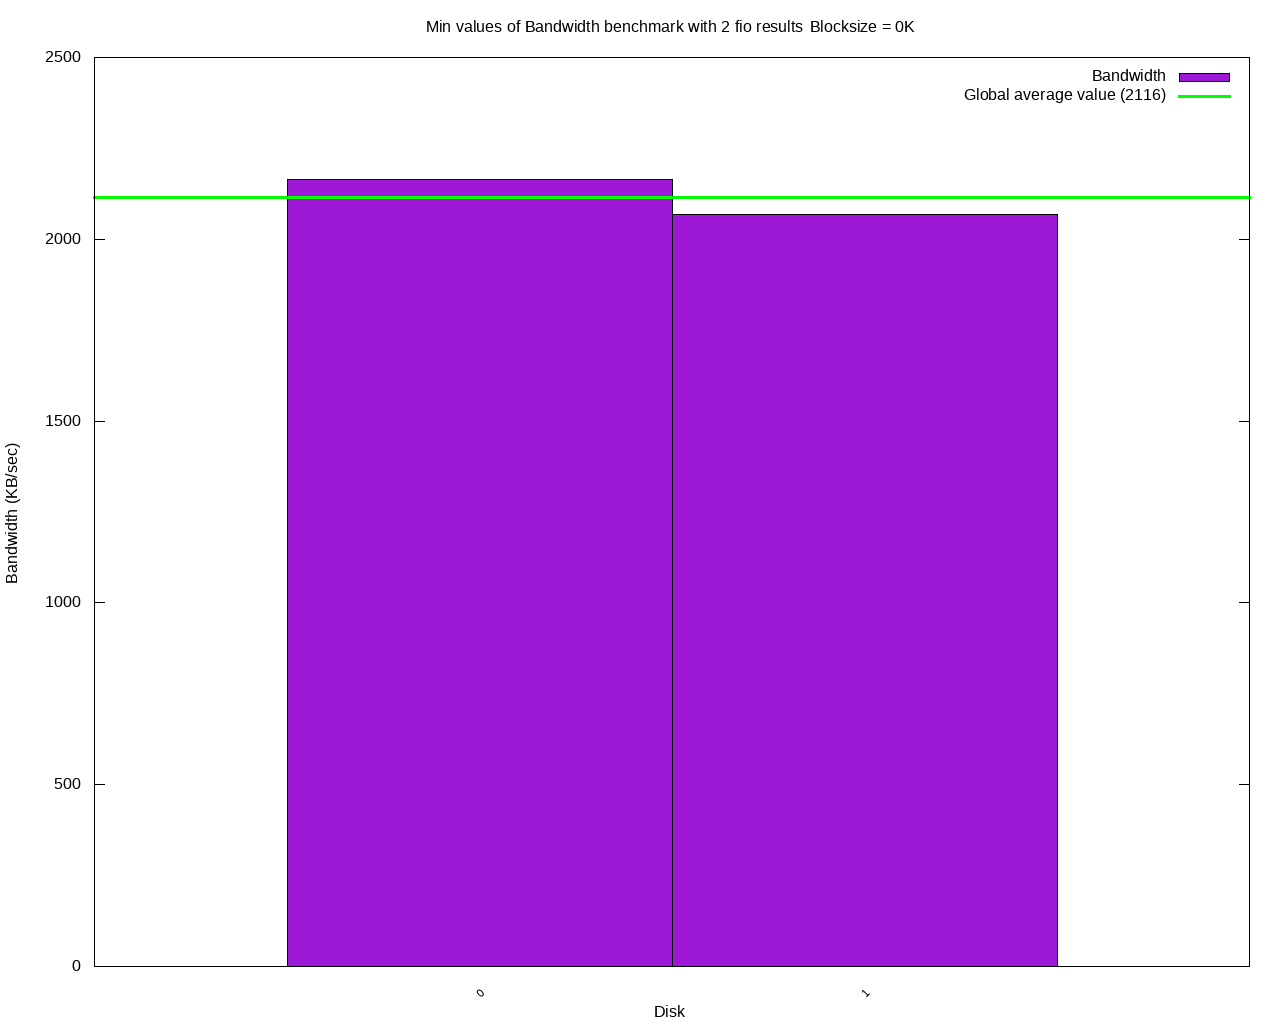 Min values of Bandwidth benchmark with 2 fio results Blocksize = 0K
2500
2000
1500
1000
500
0
Bandwidth
Global average value (2116)
Bandwidth (KB/sec)
0
1
Disk